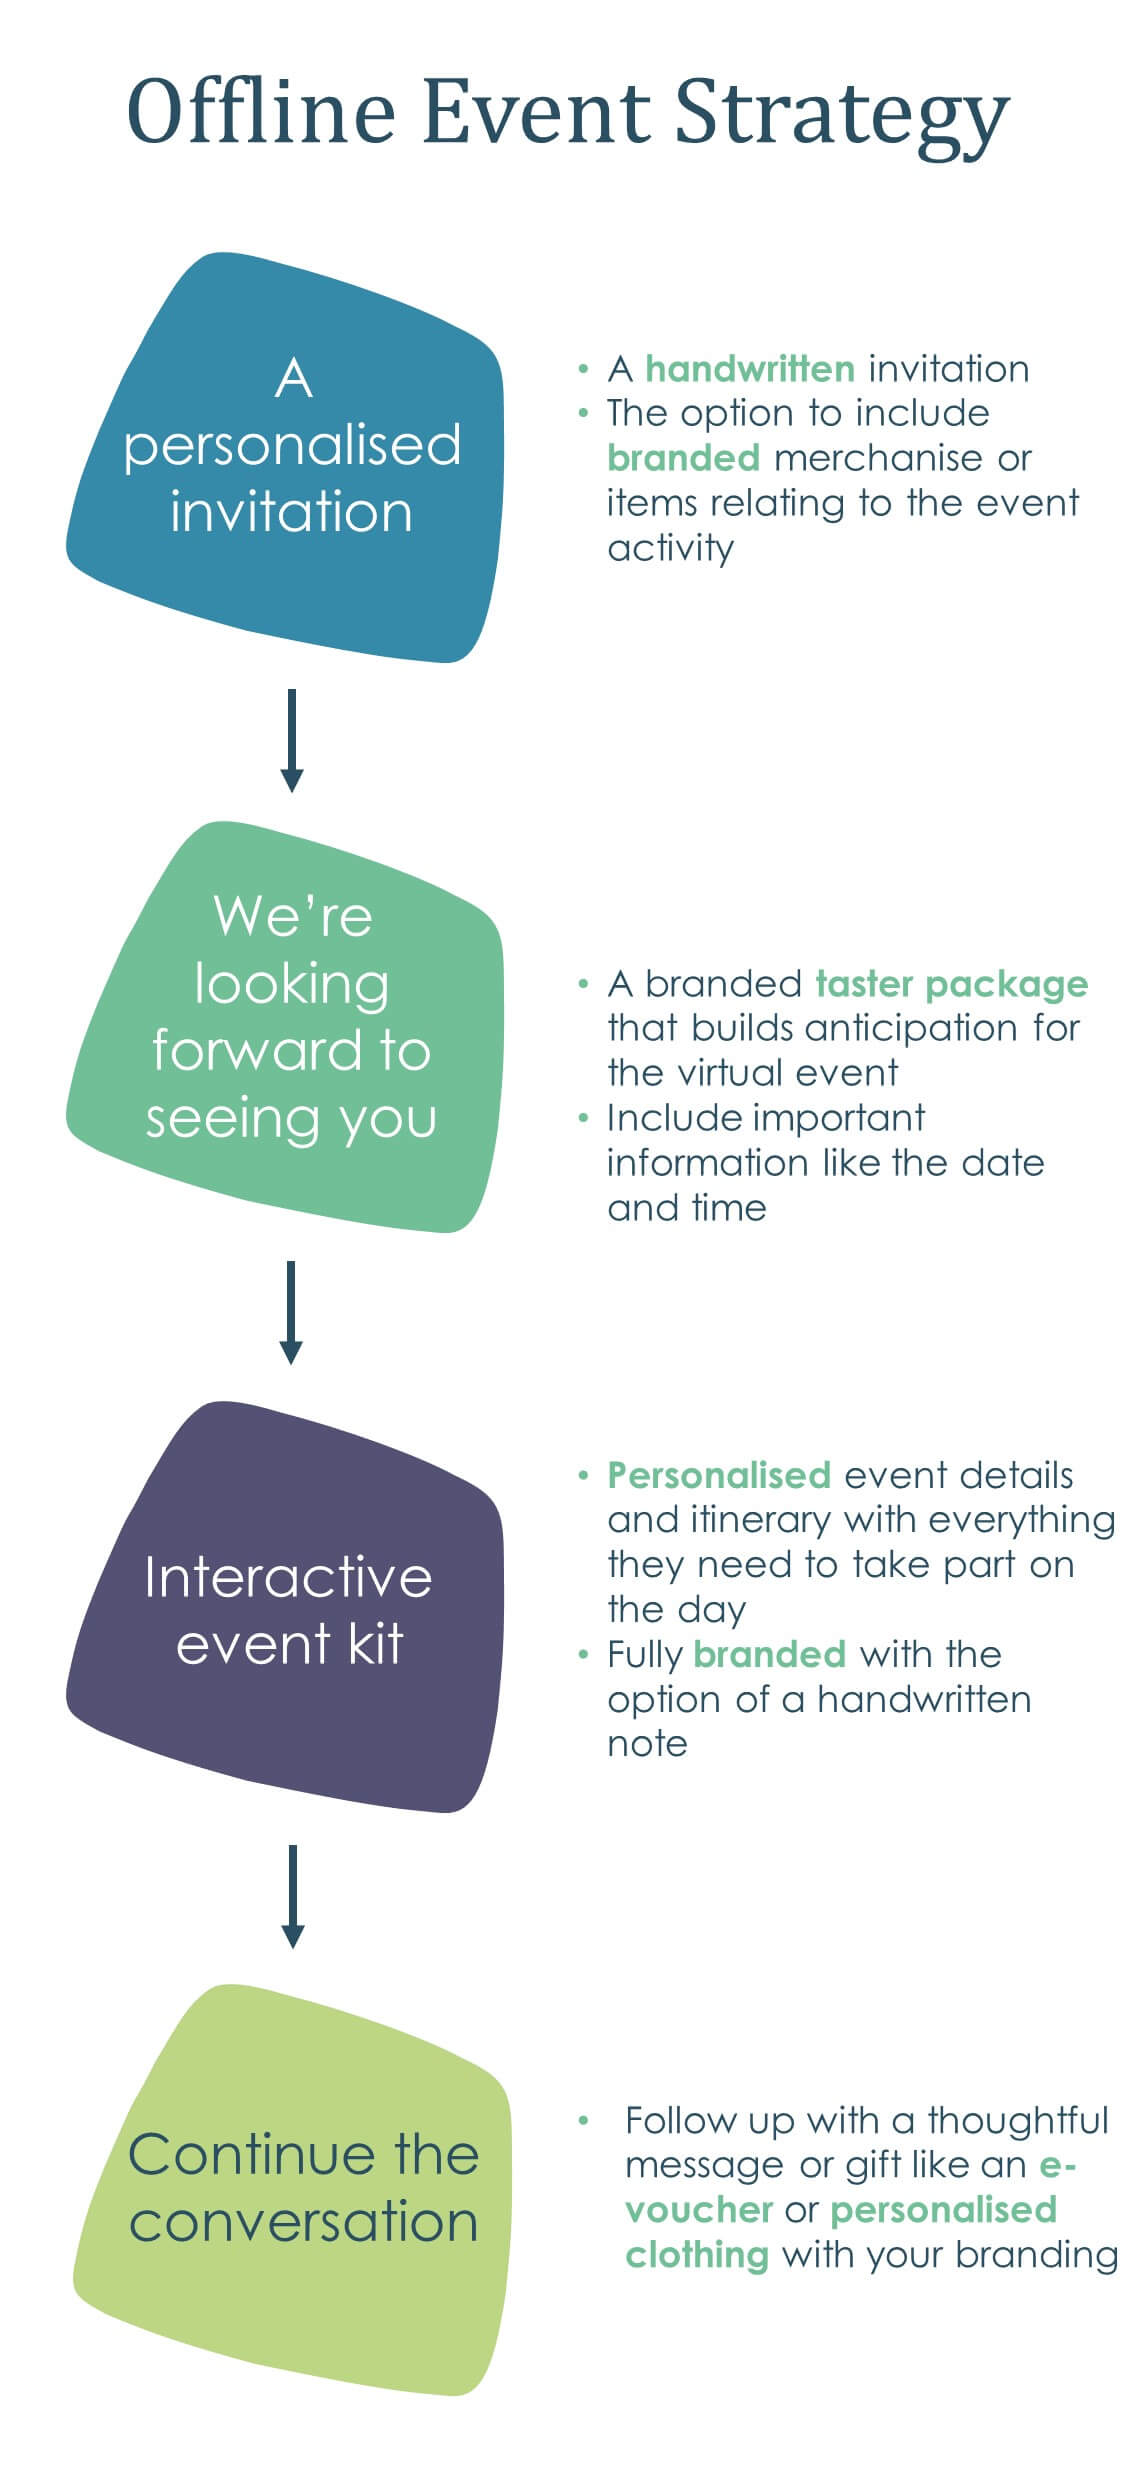 Offline Event Strategy
A
personalised
invitation
• A handwritten invitation
• The option to include
branded merchanise or
items relating to the event
activity
We're
looking
forward to
seeing you
• A branded taster package
that builds anticipation for
the virtual event
• Include important
information like the date
and time
Interactive
event kit
• Personalised event details
and itinerary with everything
they need to take part on
the day
• Fully branded with the
option of a handwritten
note
Continue the
conversation
• Follow up with a thoughtful
message or gift like an e-
voucher or personalised
clothing with your branding